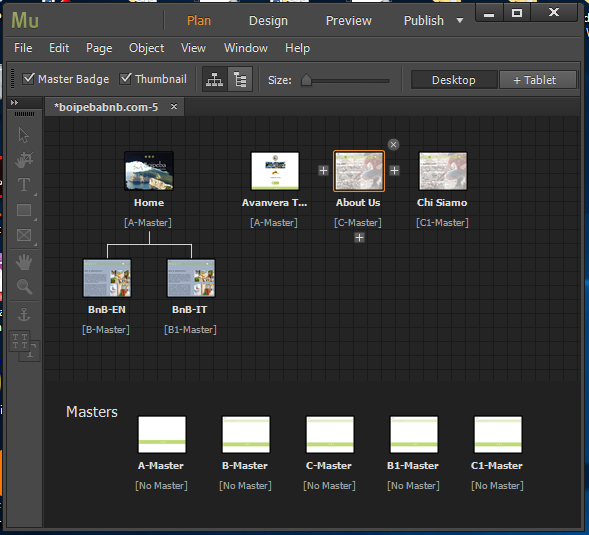 Mu Plan Design Preview Publish
File Edit Page Object View Window Help
Master Badge Thumbnail Size: Desktop + Tablet
*boipebabnb.com-5
Home Avanvera T... About Us Chi Siamo
[A-Master] [A-Master] [C-Master] [C1-Master]
BnB-EN BnB-IT
[B-Master] [B1-Master]
Masters
A-Master B-Master C-Master B1-Master C1-Master
[No Master] [No Master] [No Master] [No Master] [No Master]